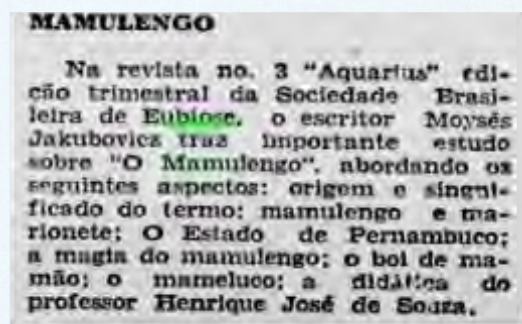 MAMULENGO
Na revista no. 3 "Aquarius" edi-
ção trimestral da Sociedade Brasi-
leira de Eubiose, o escritor Moysés
Jakubovicz traz importante estudo
sobre "O Mamulengo", abordando os
seguintes aspectos: origem e singni-
ficado do termo: mamulengo e ma-
rionete; O Estado de Pernambuco;
a magia do mamulengo; o boi de ma-
mão; o mameluco; a didática do
professor Henrique José de Souza.